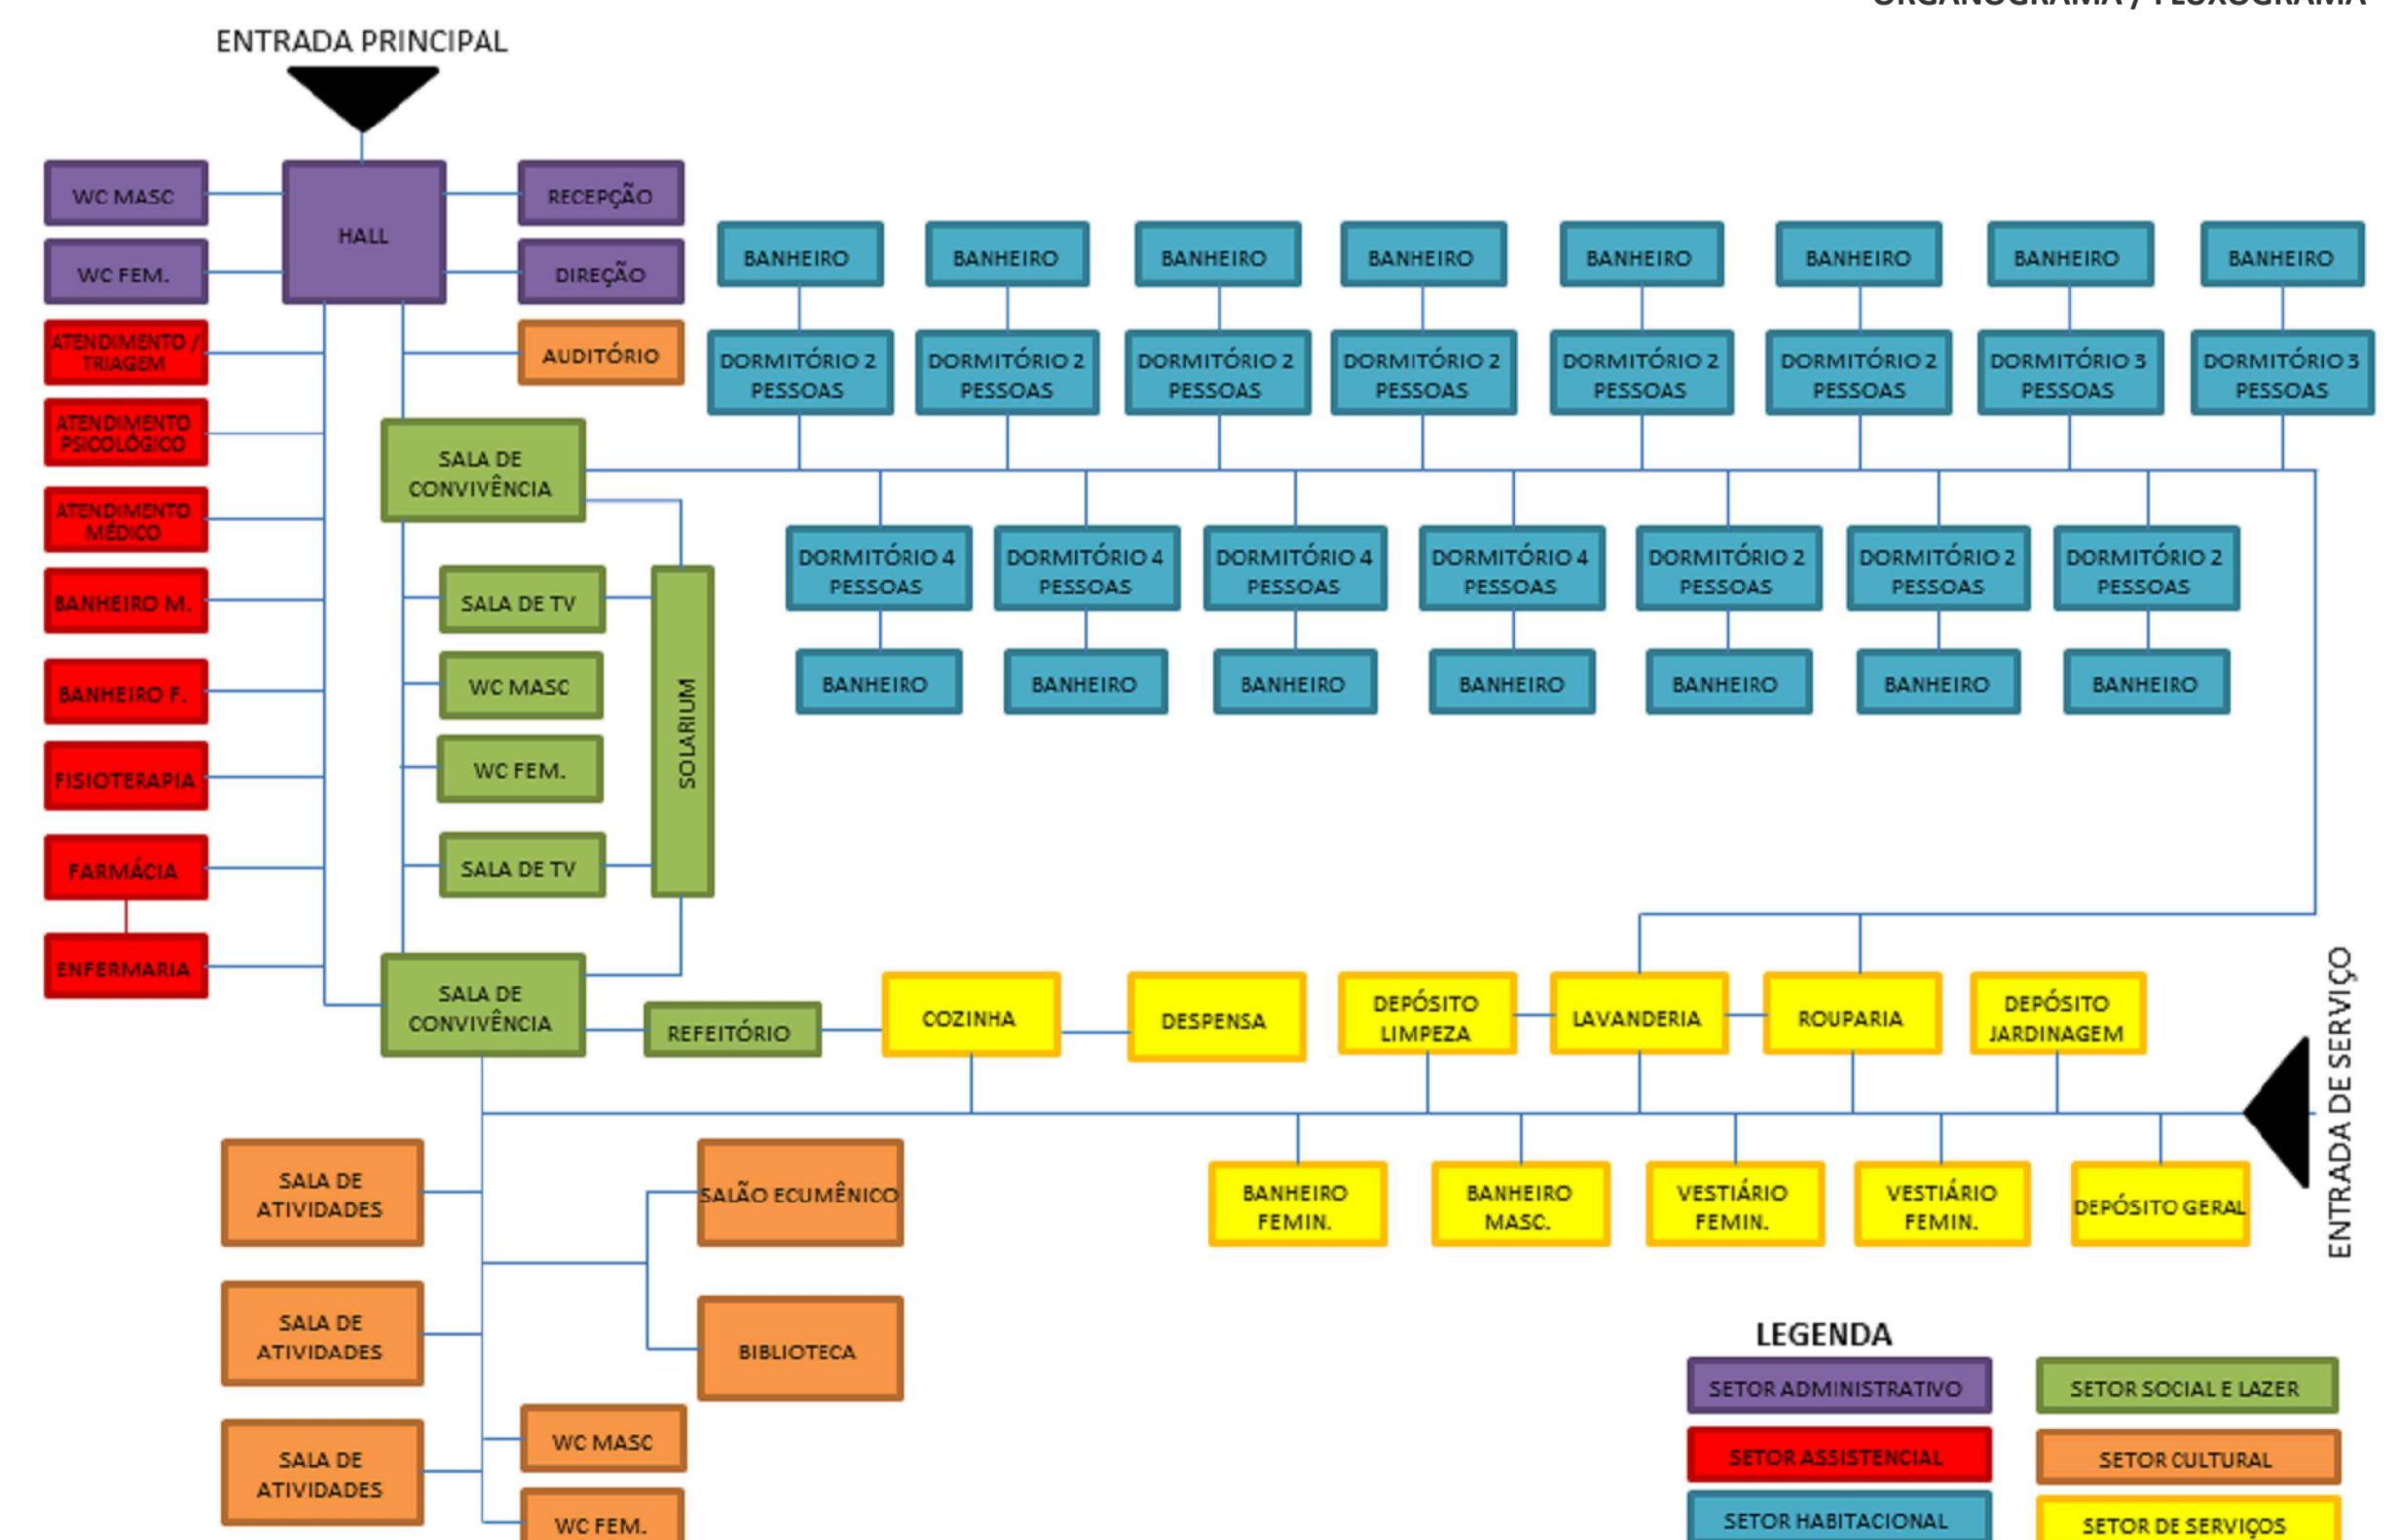 ORGANOGRAMA / FLUXOGRAMA
ENTRADA PRINCIPAL
WC MASC
HALL
RECEPÇÃO
WC FEM.
DIREÇÃO
ATENDIMENTO /
TRIAGEM
AUDITÓRIO
ATENDIMENTO
PSICOLÓGICO
ATENDIMENTO
MÉDICO
BANHEIRO M.
BANHEIRO F.
FISIOTERAPIA
FARMÁCIA
ENFERMARIA
SALA DE
CONVIVÊNCIA
SALA DE TV
WC MASC
WC FEM.
SALA DE TV
SOLARIUM
SALA DE
CONVIVÊNCIA
REFEITÓRIO
BANHEIRO
BANHEIRO
BANHEIRO
BANHEIRO
BANHEIRO
BANHEIRO
BANHEIRO
BANHEIRO
DORMITÓRIO 2
PESSOAS
DORMITÓRIO 2
PESSOAS
DORMITÓRIO 2
PESSOAS
DORMITÓRIO 2
PESSOAS
DORMITÓRIO 2
PESSOAS
DORMITÓRIO 2
PESSOAS
DORMITÓRIO 3
PESSOAS
DORMITÓRIO 3
PESSOAS
DORMITÓRIO 4
PESSOAS
DORMITÓRIO 4
PESSOAS
DORMITÓRIO 4
PESSOAS
DORMITÓRIO 4
PESSOAS
DORMITÓRIO 2
PESSOAS
DORMITÓRIO 2
PESSOAS
DORMITÓRIO 2
PESSOAS
BANHEIRO
BANHEIRO
BANHEIRO
BANHEIRO
BANHEIRO
BANHEIRO
BANHEIRO
COZINHA
DESPENSA
DEPÓSITO
LIMPEZA
LAVANDERIA
ROUPARIA
DEPÓSITO
JARDINAGEM
ENTRADA DE SERVIÇO
BANHEIRO
FEMIN.
BANHEIRO
MASC.
VESTIÁRIO
FEMIN.
VESTIÁRIO
FEMIN.
DEPÓSITO GERAL
SALA DE
ATIVIDADES
SALÃO ECUMÊNICO
SALA DE
ATIVIDADES
BIBLIOTECA
SALA DE
ATIVIDADES
WC MASC
WC FEM.
LEGENDA
SETOR ADMINISTRATIVO
SETOR SOCIAL E LAZER
SETOR ASSISTENCIAL
SETOR CULTURAL
SETOR HABITACIONAL
SETOR DE SERVIÇOS